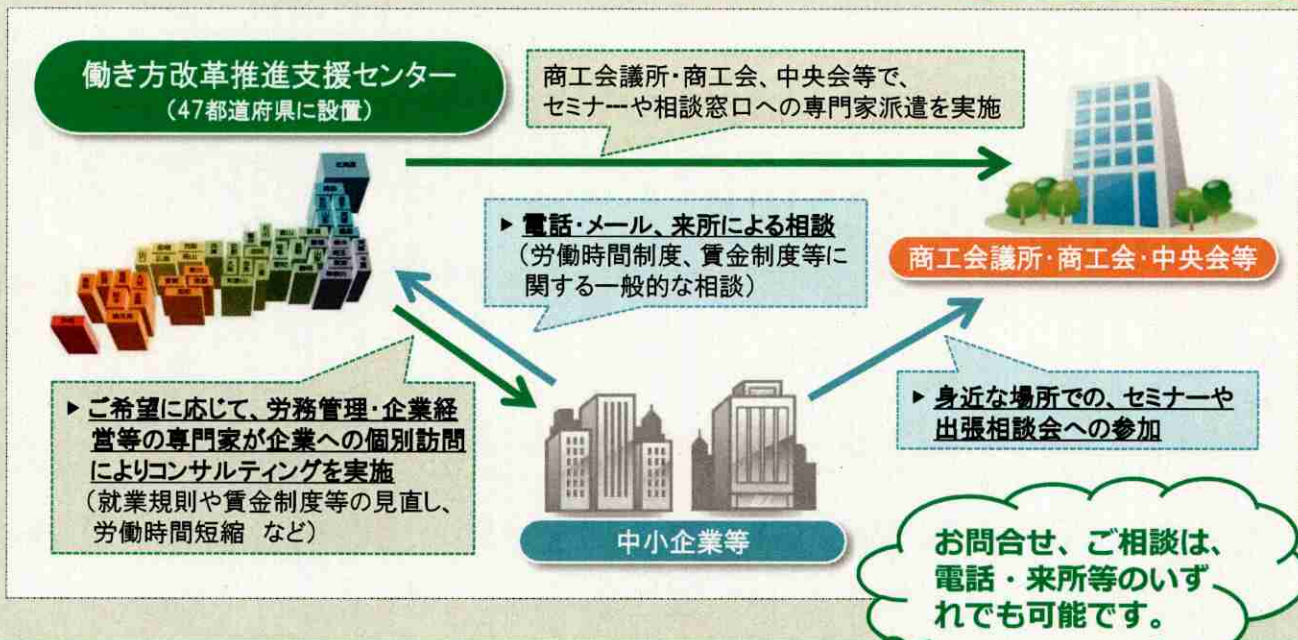 働き方改革推進支援センター
(47都道府県に設置)
商工会議所・商工会、中央会等で、
セミナーや相談窓口への専門家派遣を実施
▶ 電話・メール、来所による相談
(労働時間制度、賃金制度等に
関する一般的な相談)
商工会議所・商工会・中央会等
▶ ご希望に応じて、労務管理・企業経
営等の専門家が企業への個別訪問
によりコンサルティングを実施
(就業規則や賃金制度等の見直し、
労働時間短縮 など)
▶ 身近な場所での、セミナーや
出張相談会への参加
中小企業等
お問合せ、ご相談は、
電話・来所等のいず
れでも可能です。